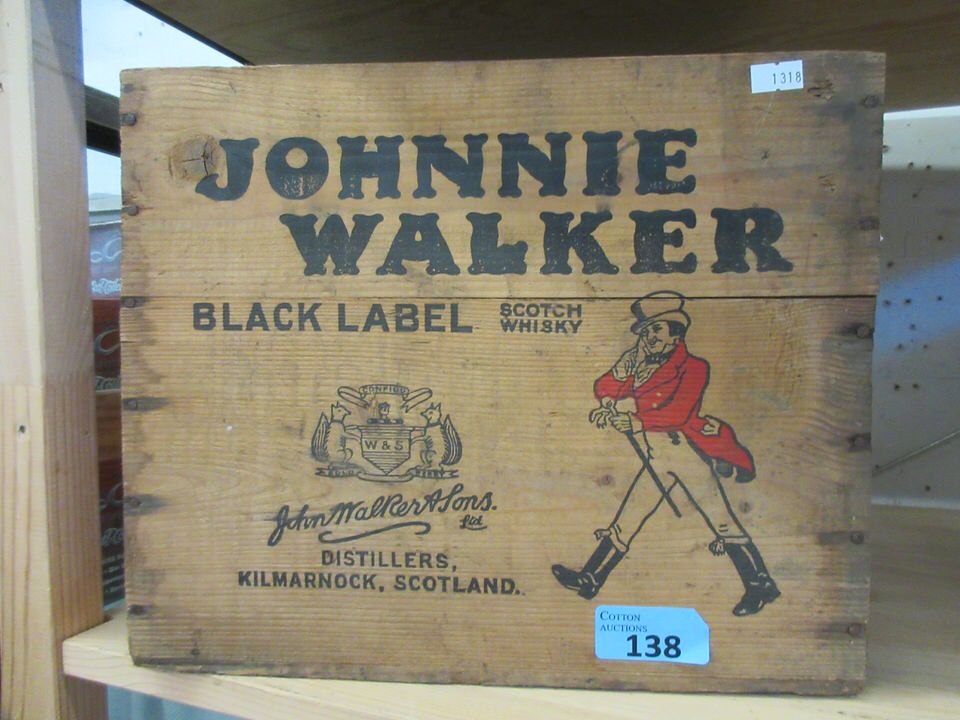 1318
JOHNNIE
WALKER
BLACK LABEL
SCOTCH
WHISKY
W & S
John Walker & Sons.
Ltd
DISTILLERS,
KILMARNOCK, SCOTLAND.
COTTON
AUCTIONS
138